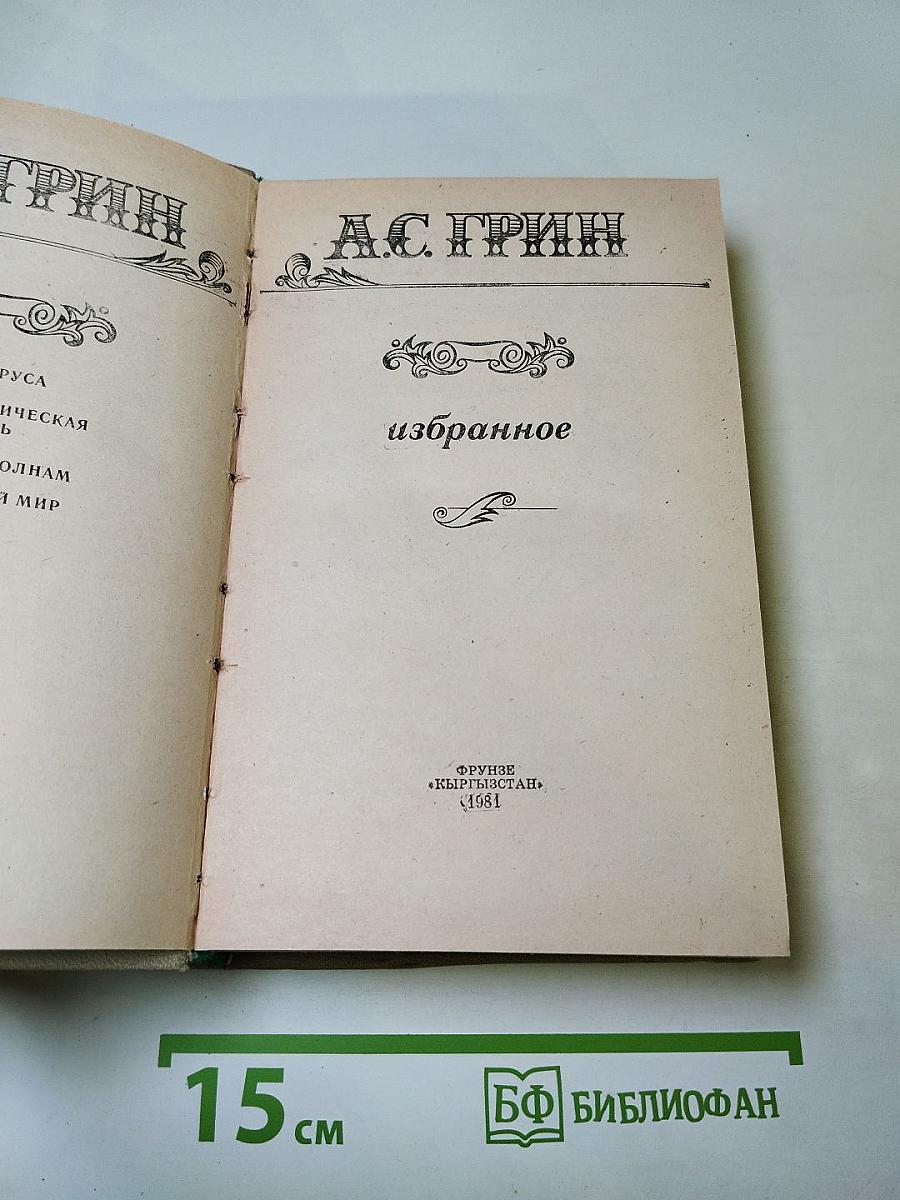 ГРИН
РУСА
ИЧЕСКАЯ
Ь
ОЛНАМ
Й МИР
А.С. ГРИН
избранное
ФРУНЗЕ
«КЫРГЫЗСТАН»
1981
15 см
БФ БИБЛИОФАН